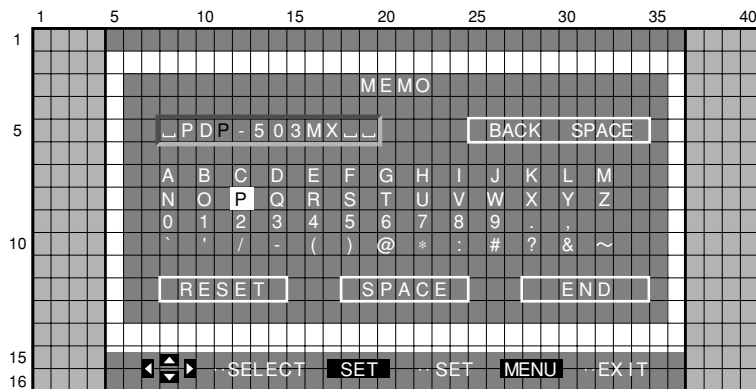 1 5 10 15 20 25 30 35 40
1
MEMO
5 ⎵PDP-503MX⎵⎵ BACK SPACE
A B C D E F G H I J K L M
N O P Q R S T U V W X Y Z
0 1 2 3 4 5 6 7 8 9 . ,
10 ` ' / - ( ) @ * : # ? & ~
RESET SPACE END
15 ··SELECT SET ··SET MENU ··EXIT
16